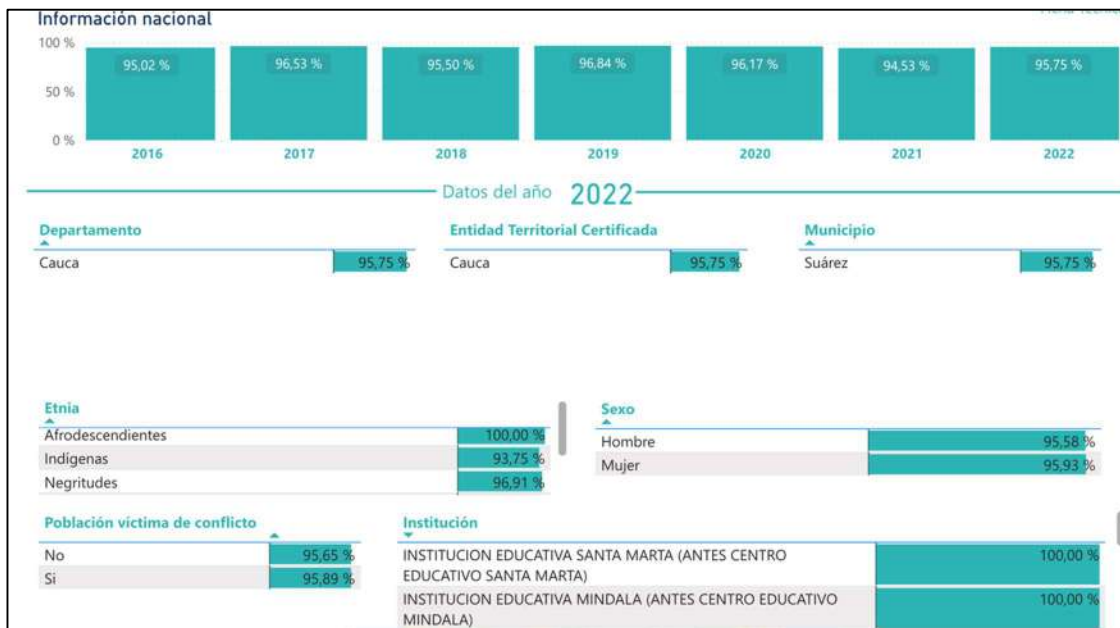 Información nacional
100 %
50 %
0 %
95,02 %
96,53 %
95,50 %
96,84 %
96,17 %
94,53 %
95,75 %
2016
2017
2018
2019
2020
2021
2022
Datos del año 2022
Departamento
Cauca 95,75 %
Entidad Territorial Certificada
Cauca 95,75 %
Municipio
Suárez 95,75 %
Etnia
Afrodescendientes 100,00 %
Indígenas 93,75 %
Negritudes 96,91 %
Sexo
Hombre 95,58 %
Mujer 95,93 %
Población víctima de conflicto
No 95,65 %
Si 95,89 %
Institución
INSTITUCION EDUCATIVA SANTA MARTA (ANTES CENTRO 100,00 %
EDUCATIVO SANTA MARTA)
INSTITUCION EDUCATIVA MINDALA (ANTES CENTRO EDUCATIVO 100,00 %
MINDALA)